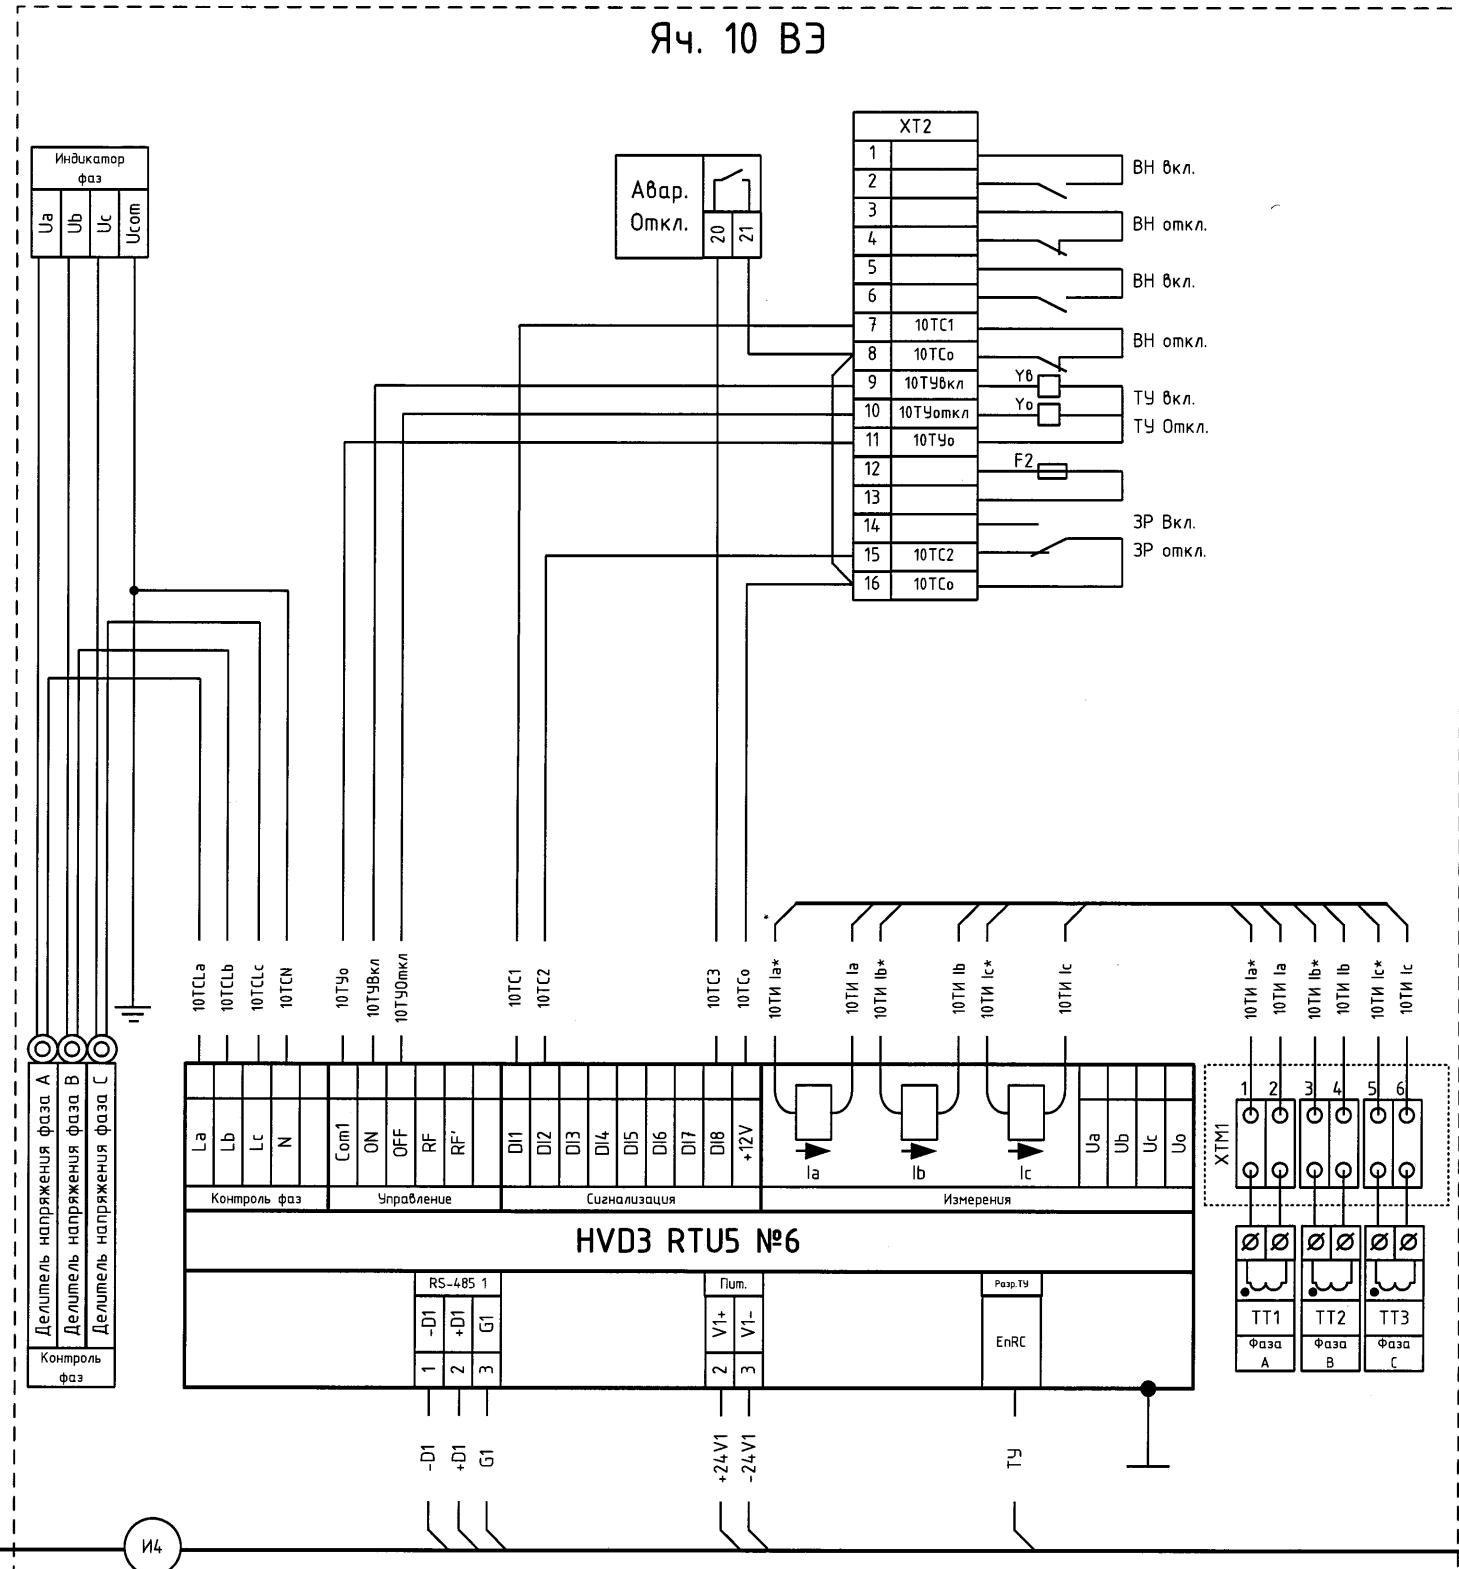 Яч. 10 ВЭ
Индикатор
фаз
Ua
Ub
Uc
Ucom
Авар.
Откл.
20
21
XT2
1
2
3
4
5
6
7 10ТС1
8 10ТСо
9 10ТУвкл
10 10ТУоткл
11 10ТУо
12
13
14
15 10ТС2
16 10ТСо
ВН вкл.
ВН откл.
ВН вкл.
ВН откл.
Yв
ТУ вкл.
Yо
ТУ Откл.
F2
ЗР Вкл.
ЗР откл.
10TCLa
10TCLb
10TCLc
10TCN
10ТУо
10ТУВкл
10ТУОткл
10ТС1
10ТС2
10ТС3
10ТСо
10ТИ Ia*
10ТИ Ia
10ТИ Ib*
10ТИ Ib
10ТИ Ic*
10ТИ Ic
10ТИ Ia*
10ТИ Ia
10ТИ Ib*
10ТИ Ib
10ТИ Ic*
10ТИ Ic
Делитель напряжения фаза А
Делитель напряжения фаза В
Делитель напряжения фаза С
Контроль
фаз
La
Lb
Lc
N
Com1
ON
OFF
RF
RF'
DI1
DI2
DI3
DI4
DI5
DI6
DI7
DI8
+12V
Ia
Ib
Ic
Ua
Ub
Uc
Uo
Контроль фаз
Управление
Сигнализация
Измерения
HVD3 RTU5 №6
RS-485 1
-D1
+D1
G1
1
2
3
Пит.
V1+
V1-
2
3
Разр.ТУ
EnRC
XTM1
1 2 3 4 5 6
ТТ1
ТТ2
ТТ3
Фаза
А
Фаза
В
Фаза
С
-D1
+D1
G1
+24V1
-24V1
ТУ
И4